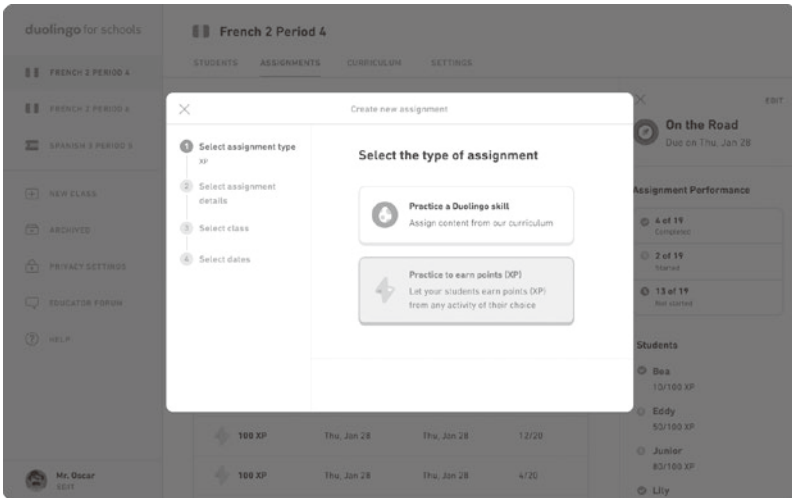 duolingo for schools
French 2 Period 4
STUDENTS ASSIGNMENTS CURRICULUM SETTINGS
FRENCH 2 PERIOD 4
FRENCH 2 PERIOD 6
SPANISH 3 PERIOD 5
NEW CLASS
ARCHIVED
PRIVACY SETTINGS
EDUCATOR FORUM
HELP
Mr. Oscar
EDIT
Create new assignment
1 Select assignment type
XP
2 Select assignment
details
3 Select class
4 Select dates
Select the type of assignment
Practice a Duolingo skill
Assign content from our curriculum
Practice to earn points (XP)
Let your students earn points (XP)
from any activity of their choice
100 XP Thu, Jan 28 Thu, Jan 28 12/20
100 XP Thu, Jan 28 Thu, Jan 28 4/20
EDIT
On the Road
Due on Thu, Jan 28
Assignment Performance
4 of 19
Completed
2 of 19
Started
13 of 19
Not started
Students
Bea
10/100 XP
Eddy
50/100 XP
Junior
80/100 XP
Lily